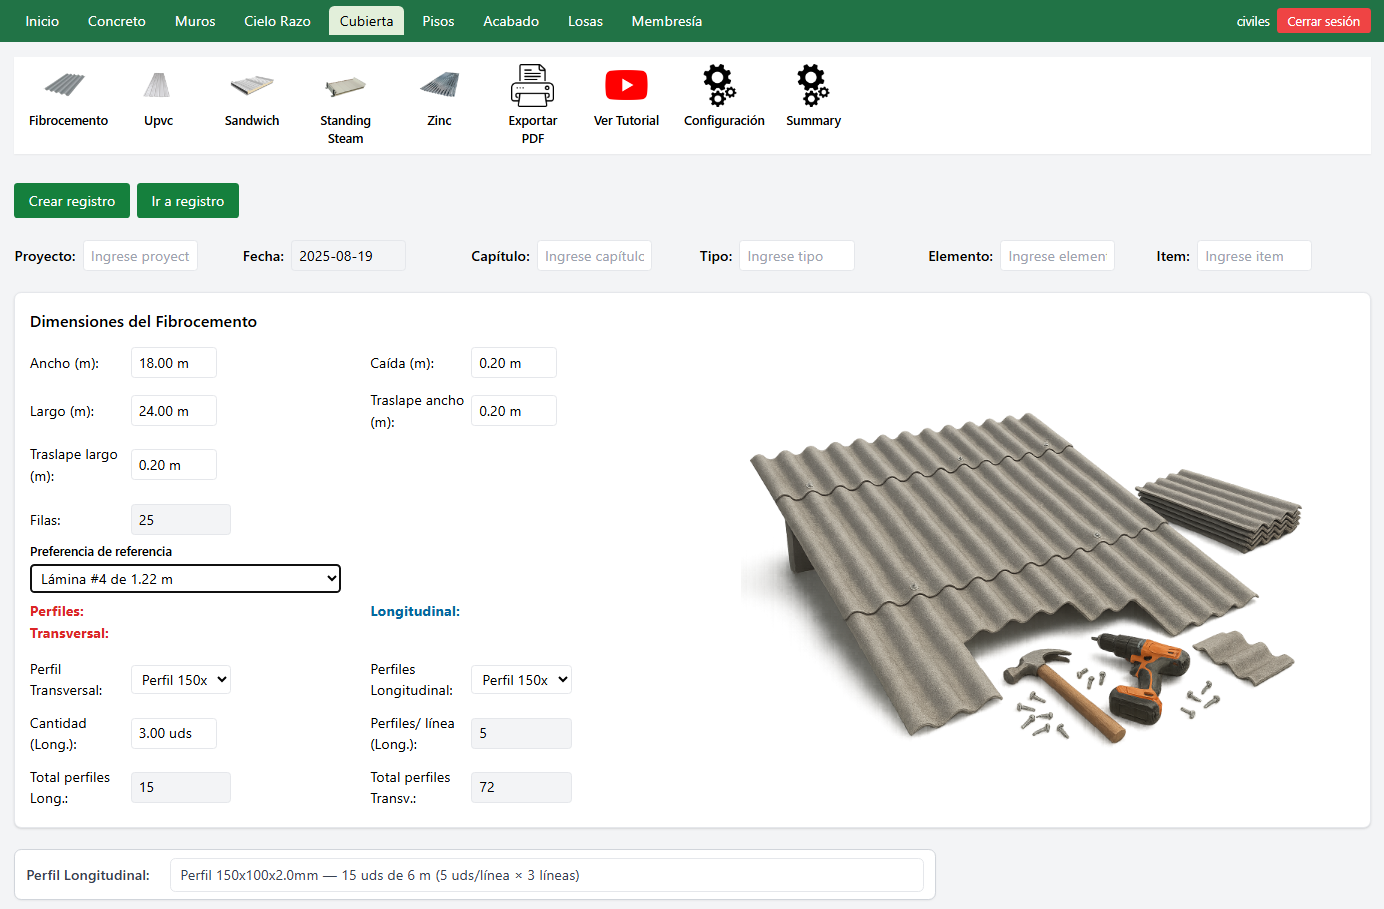 Inicio Concreto Muros Cielo Razo Cubierta Pisos Acabado Losas Membresía civiles Cerrar sesión
Fibrocemento Upvc Sandwich Standing Steam Zinc Exportar PDF Ver Tutorial Configuración Summary
Crear registro Ir a registro
Proyecto: Ingrese proyect Fecha: 2025-08-19 Capítulo: Ingrese capítulo Tipo: Ingrese tipo Elemento: Ingrese elemen Item: Ingrese item
Dimensiones del Fibrocemento
Ancho (m): 18.00 m Caída (m): 0.20 m
Largo (m): 24.00 m Traslape ancho (m): 0.20 m
Traslape largo (m): 0.20 m
Filas: 25
Preferencia de referencia
Lámina #4 de 1.22 m
Perfiles: Longitudinal:
Transversal:
Perfil Transversal: Perfil 150x Perfiles Longitudinal: Perfil 150x
Cantidad (Long.): 3.00 uds Perfiles/ línea (Long.): 5
Total perfiles Long.: 15 Total perfiles Transv.: 72
Perfil Longitudinal: Perfil 150x100x2.0mm — 15 uds de 6 m (5 uds/línea × 3 líneas)